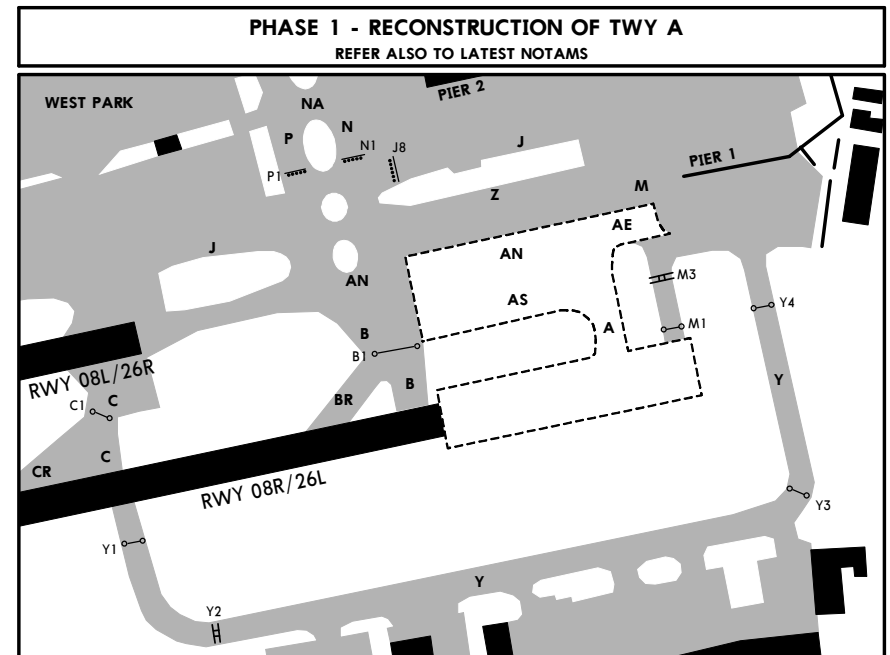 PHASE 1 - RECONSTRUCTION OF TWY A
REFER ALSO TO LATEST NOTAMS
WEST PARK
PIER 2
NA
P
N
N1
J8
J
P1
PIER 1
Z
M
J
AE
AN
AN
M3
AS
Y4
B
A
M1
B1
RWY 08L/26R
C1
C
BR
B
Y
CR
C
RWY 08R/26L
Y3
Y1
Y
Y2